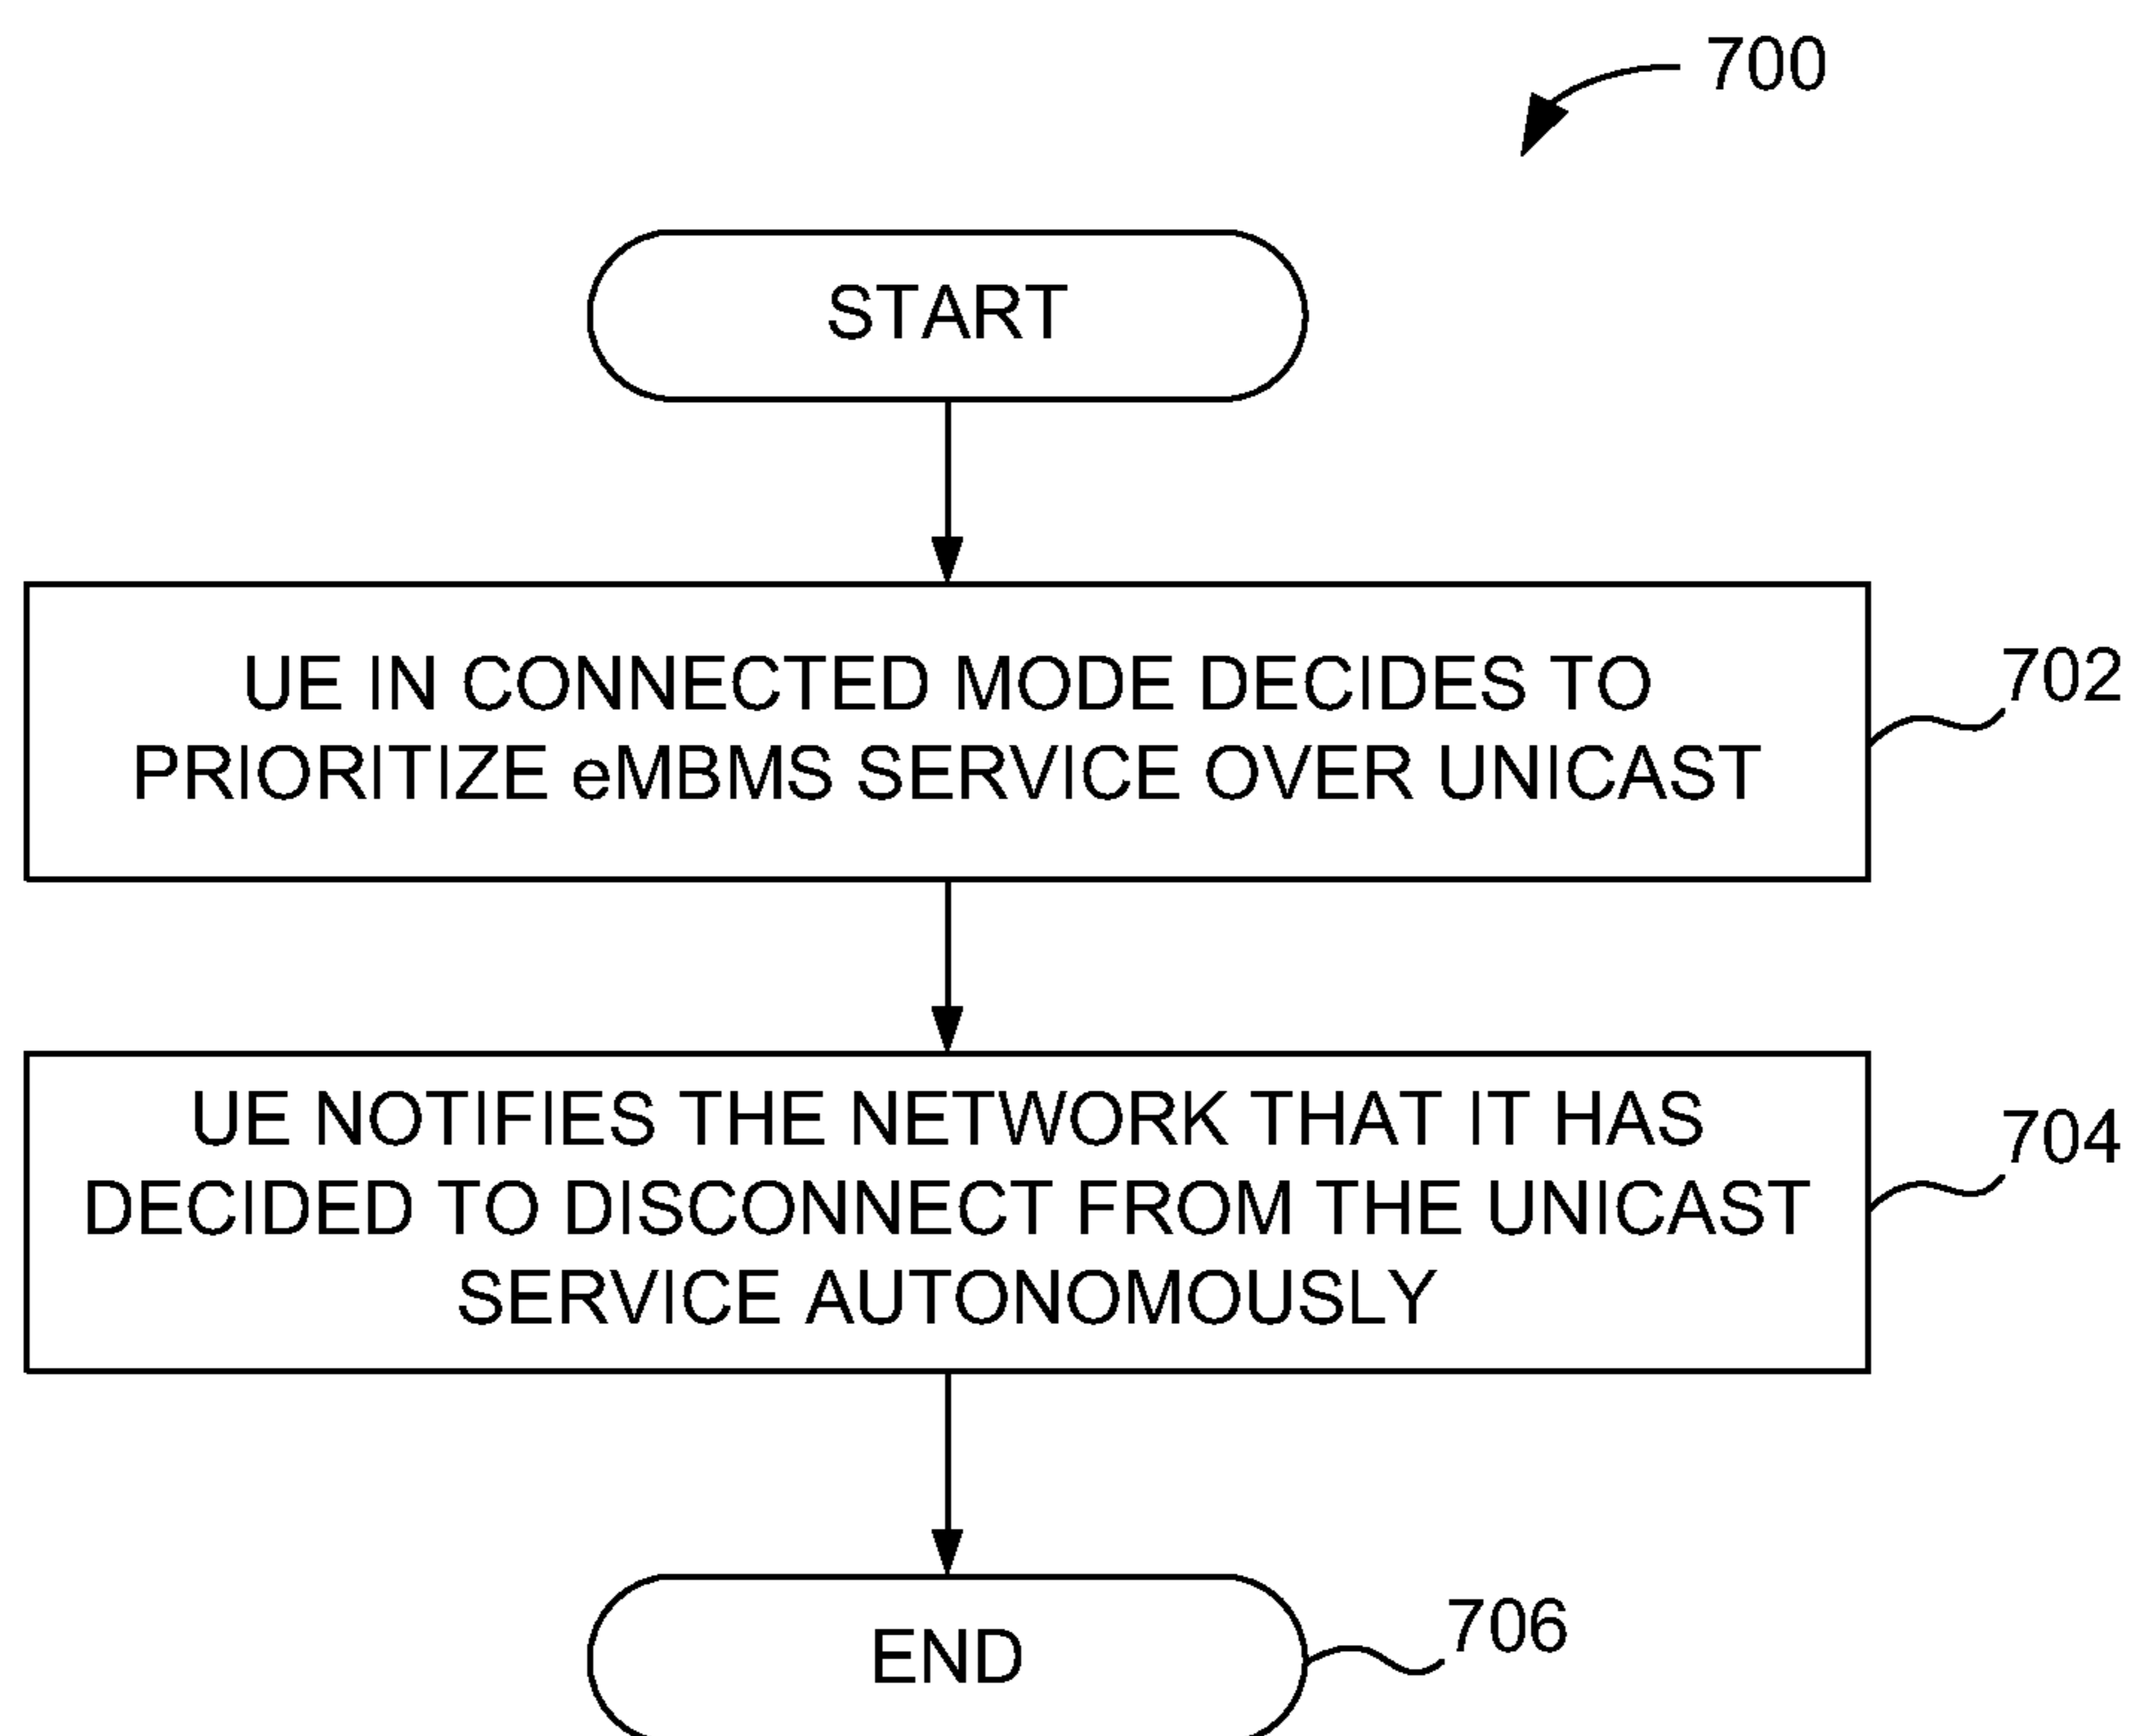 700
START
UE IN CONNECTED MODE DECIDES TO
PRIORITIZE eMBMS SERVICE OVER UNICAST
702
UE NOTIFIES THE NETWORK THAT IT HAS
DECIDED TO DISCONNECT FROM THE UNICAST
SERVICE AUTONOMOUSLY
704
END
706